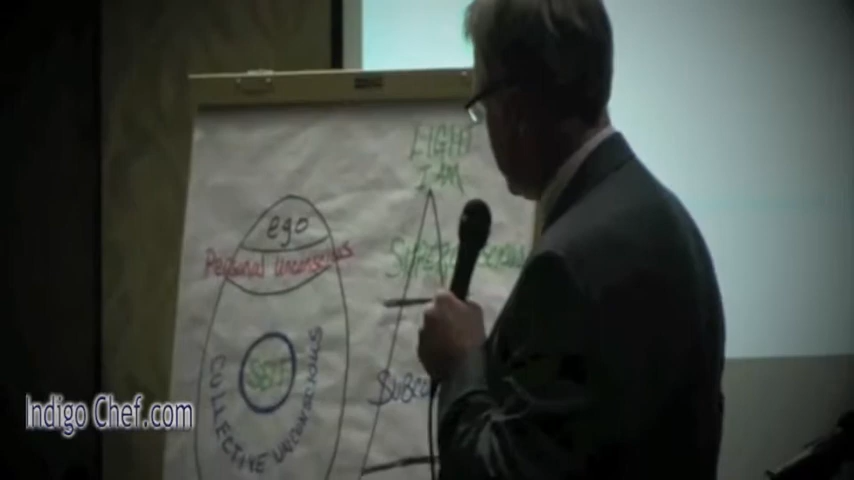 LIGHT
I AM
ego
Personal Unconscious
Self
COLLECTIVE UNCONSCIOUS
Indigo Chef.com